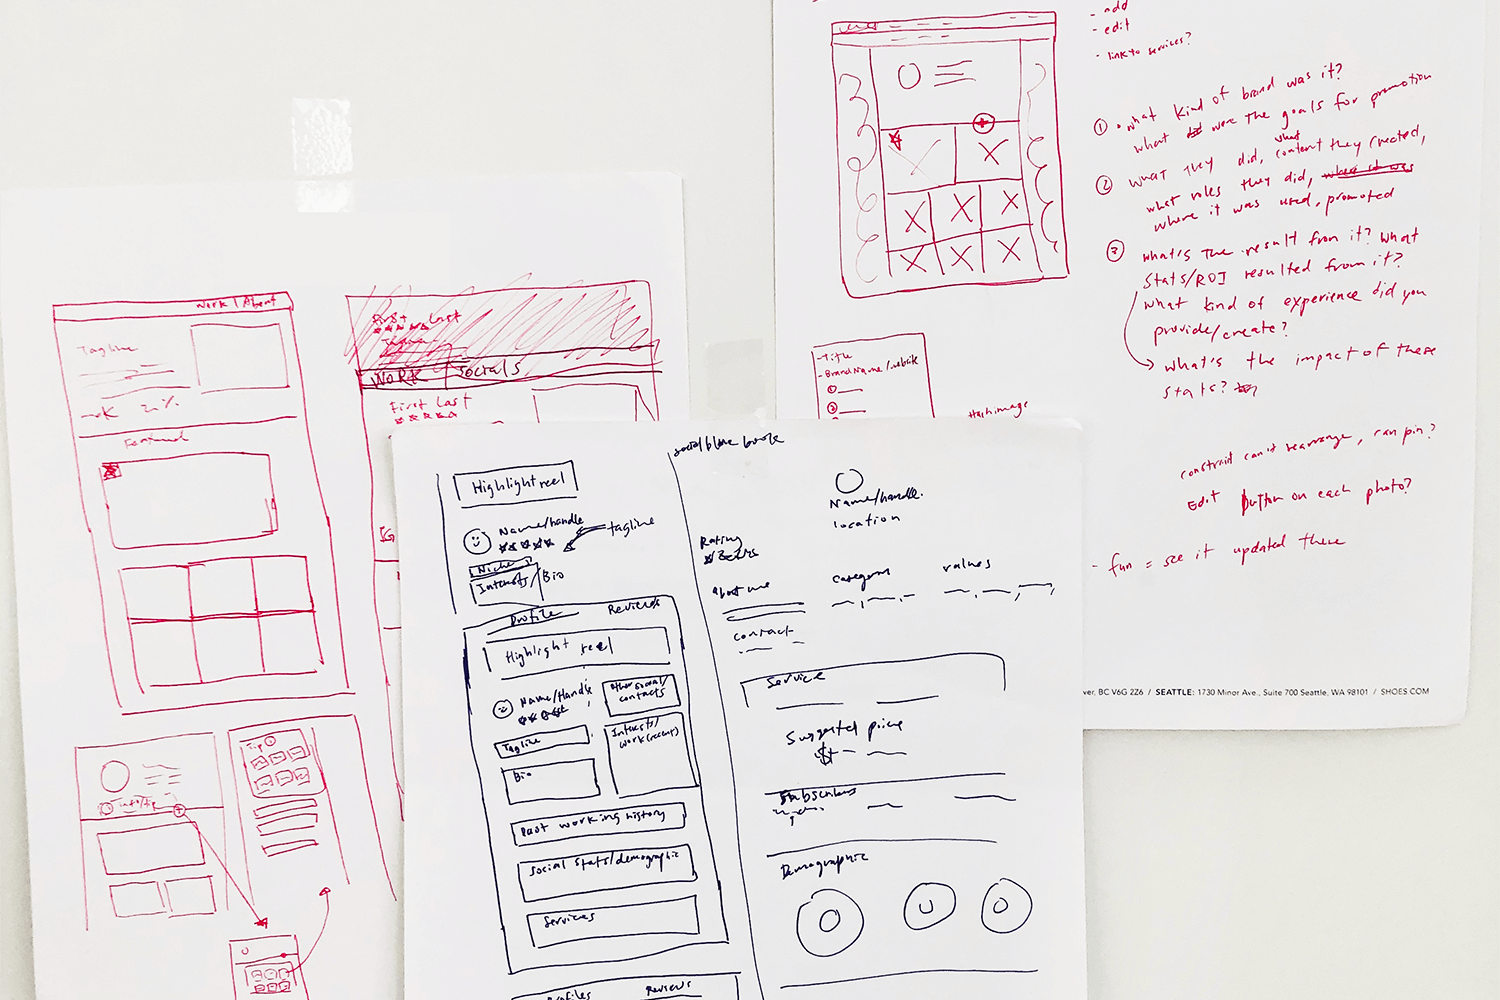 Work | About
Tagline
Featured
First Last
WORK / Socials
First Last
- add
- edit
- link to services?
① • what kind of brand was it?
what were the goals for promotion
② what they did, what content they created,
what roles they did, where it was
where it was used, promoted
③ what's the result from it? What
stats/ROI resulted from it?
what kind of experience did you
provide/create?
what's the impact of these
stats?
-Title
-Brand Name/website
①
②
Hash image
constraint can't rearrange, can pin?
Edit button on each photo?
- fun = see it updated there
ver, BC V6G 2Z6 / SEATTLE: 1730 Minor Ave., Suite 700 Seattle, WA 98101 / SHOES.COM
Highlight reel
Name/handle
tagline
Niche
Interests/Bio
Profile Reviews
Highlight reel
Name/Handle
Other social/
contacts
Tagline
Interests/
work (recent)
Bio
Past working history
Social stats/demographic
Services
Profiles Reviews
Name/handle.
location
Rating
About me
categories
values
contact
Service
Suggested price
$
Subscribers
Demographic